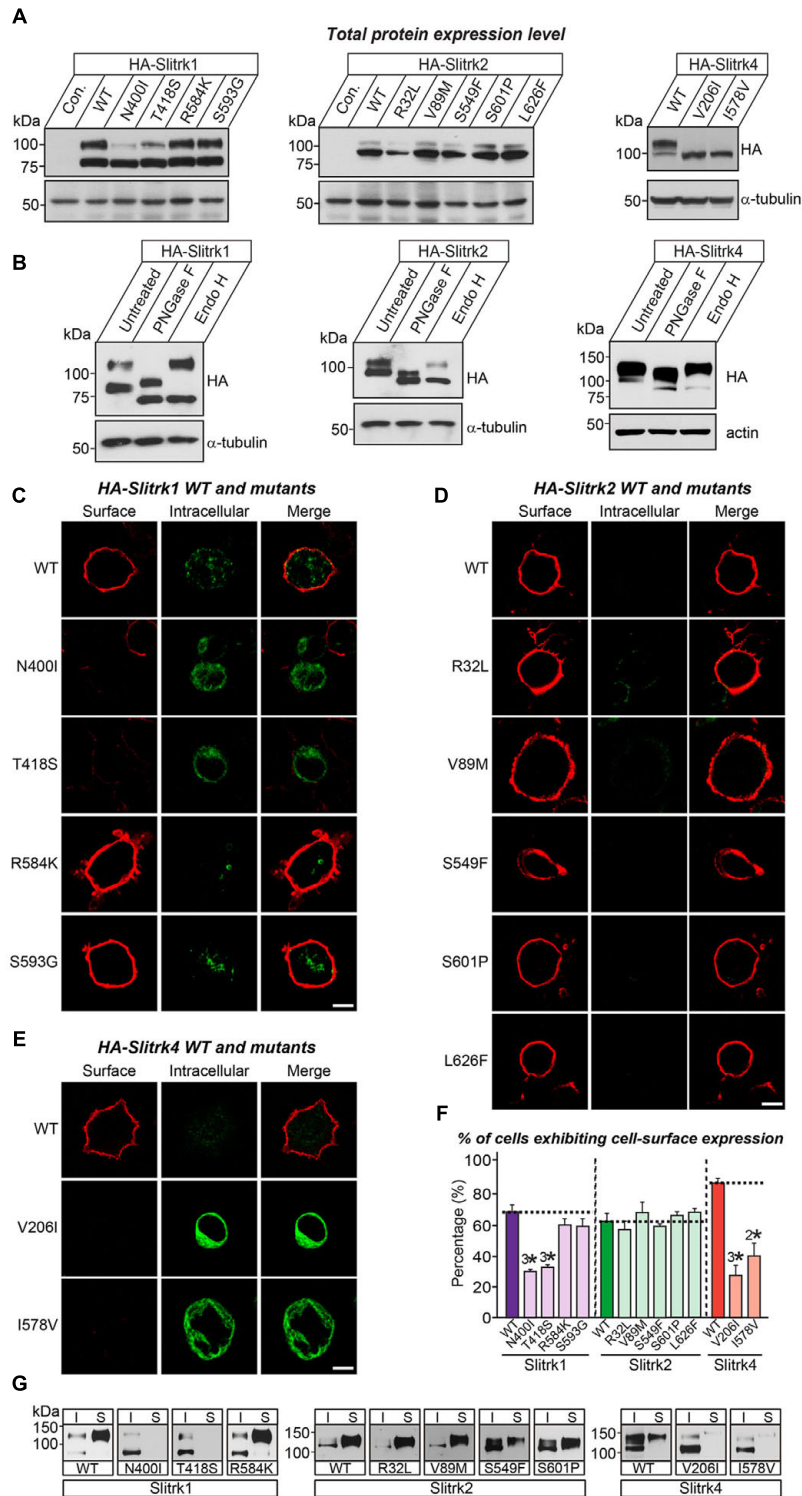 A
Total protein expression level
HA-Slitrk1
Con.
WT
N400I
T418S
R584K
S593G
kDa
100
75
50
HA-Slitrk2
Con.
WT
R32L
V89M
S549F
S601P
L626F
kDa
100
75
50
HA-Slitrk4
WT
V206I
I578V
kDa
100
HA
50
α-tubulin
B
HA-Slitrk1
Untreated
PNGase F
Endo H
kDa
100
75
HA
50
α-tubulin
HA-Slitrk2
Untreated
PNGase F
Endo H
kDa
100
HA
50
α-tubulin
HA-Slitrk4
Untreated
PNGase F
Endo H
kDa
150
100
75
HA
50
actin
C
HA-Slitrk1 WT and mutants
Surface Intracellular Merge
WT
N400I
T418S
R584K
S593G
D
HA-Slitrk2 WT and mutants
Surface Intracellular Merge
WT
R32L
V89M
S549F
S601P
L626F
E
HA-Slitrk4 WT and mutants
Surface Intracellular Merge
WT
V206I
I578V
F
% of cells exhibiting cell-surface expression
Percentage (%)
100
80
60
40
20
0
3* 3* 3* 2*
WT N400I T418S R584K S593G WT R32L V89M S549F S601P L626F WT V206I I578V
Slitrk1 Slitrk2 Slitrk4
G
kDa
150
100
I S I S I S I S
WT N400I T418S R584K
Slitrk1
150
100
I S I S I S I S I S
WT R32L V89M S549F S601P
Slitrk2
150
100
I S I S I S
WT V206I I578V
Slitrk4